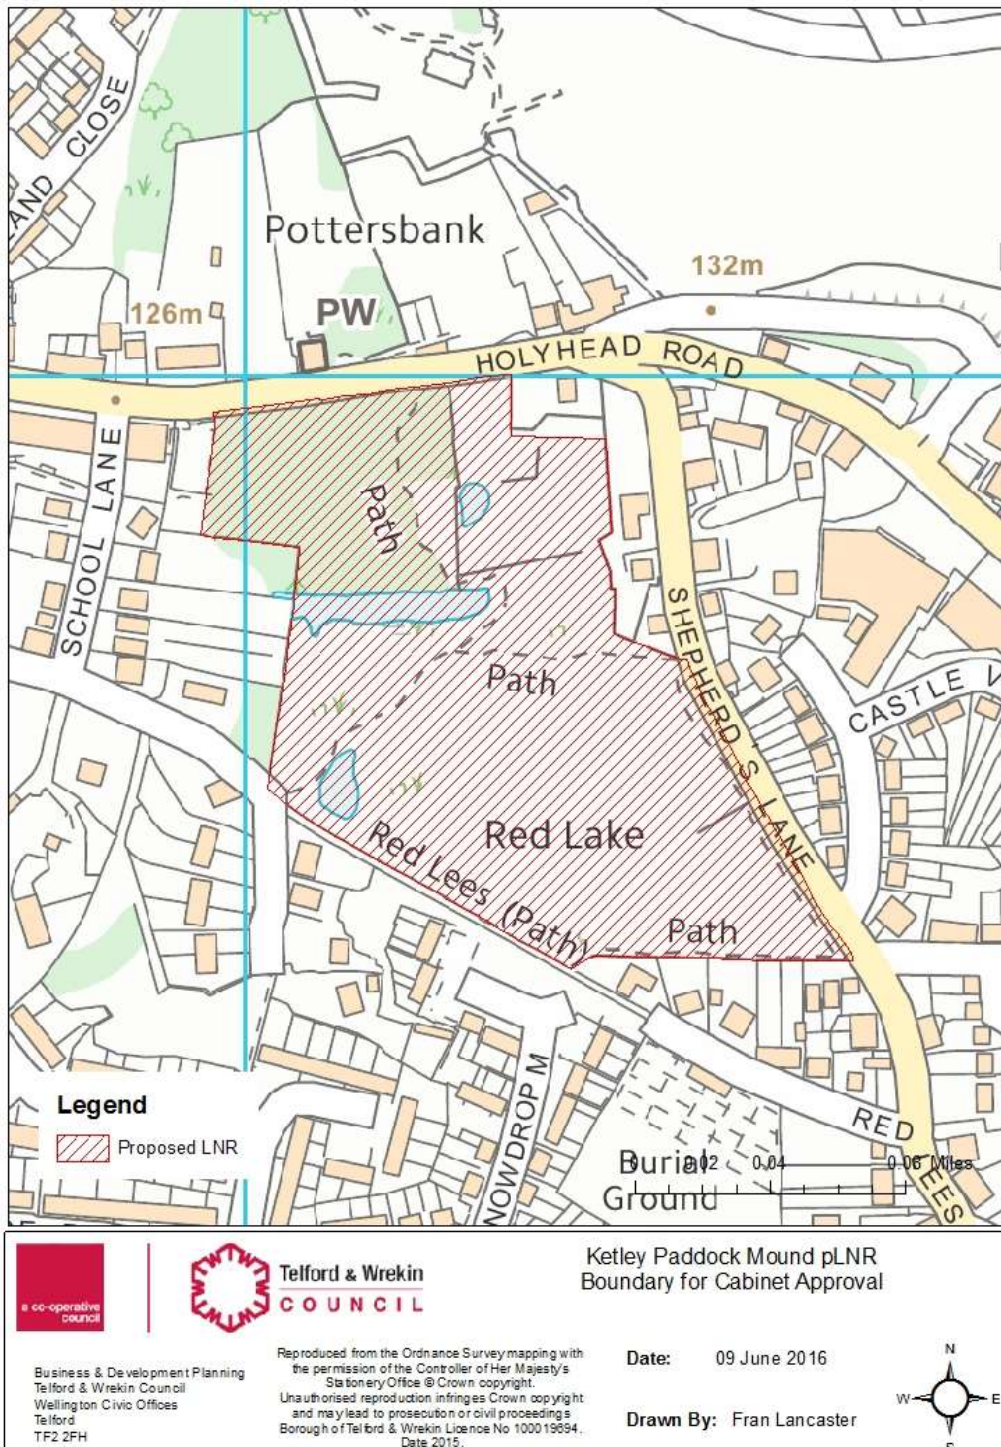 AND CLOSE
Pottersbank
132m
126m
PW
HOLYHEAD ROAD
SCHOOL LANE
Path
SHEPHERD'S LANE
Path
CASTLE V
Red Lake
Red Lees (Path)
Path
NOWDROP M
RED LEES
Burial
Ground
0.04
Miles
Legend
Proposed LNR
a co-operative
council
Telford & Wrekin
COUNCIL
Ketley Paddock Mound pLNR
Boundary for Cabinet Approval
Business & Development Planning
Telford & Wrekin Council
Wellington Civic Offices
Telford
TF2 2FH
Reproduced from the Ordnance Survey mapping with
the permission of the Controller of Her Majesty's
Stationery Office © Crown copyright.
Unauthorised reproduction infringes Crown copyright
and may lead to prosecution or civil proceedings
Borough of Telford & Wrekin Licence No 100019694.
Date 2015.
Date: 09 June 2016
Drawn By: Fran Lancaster
N
W
E
S